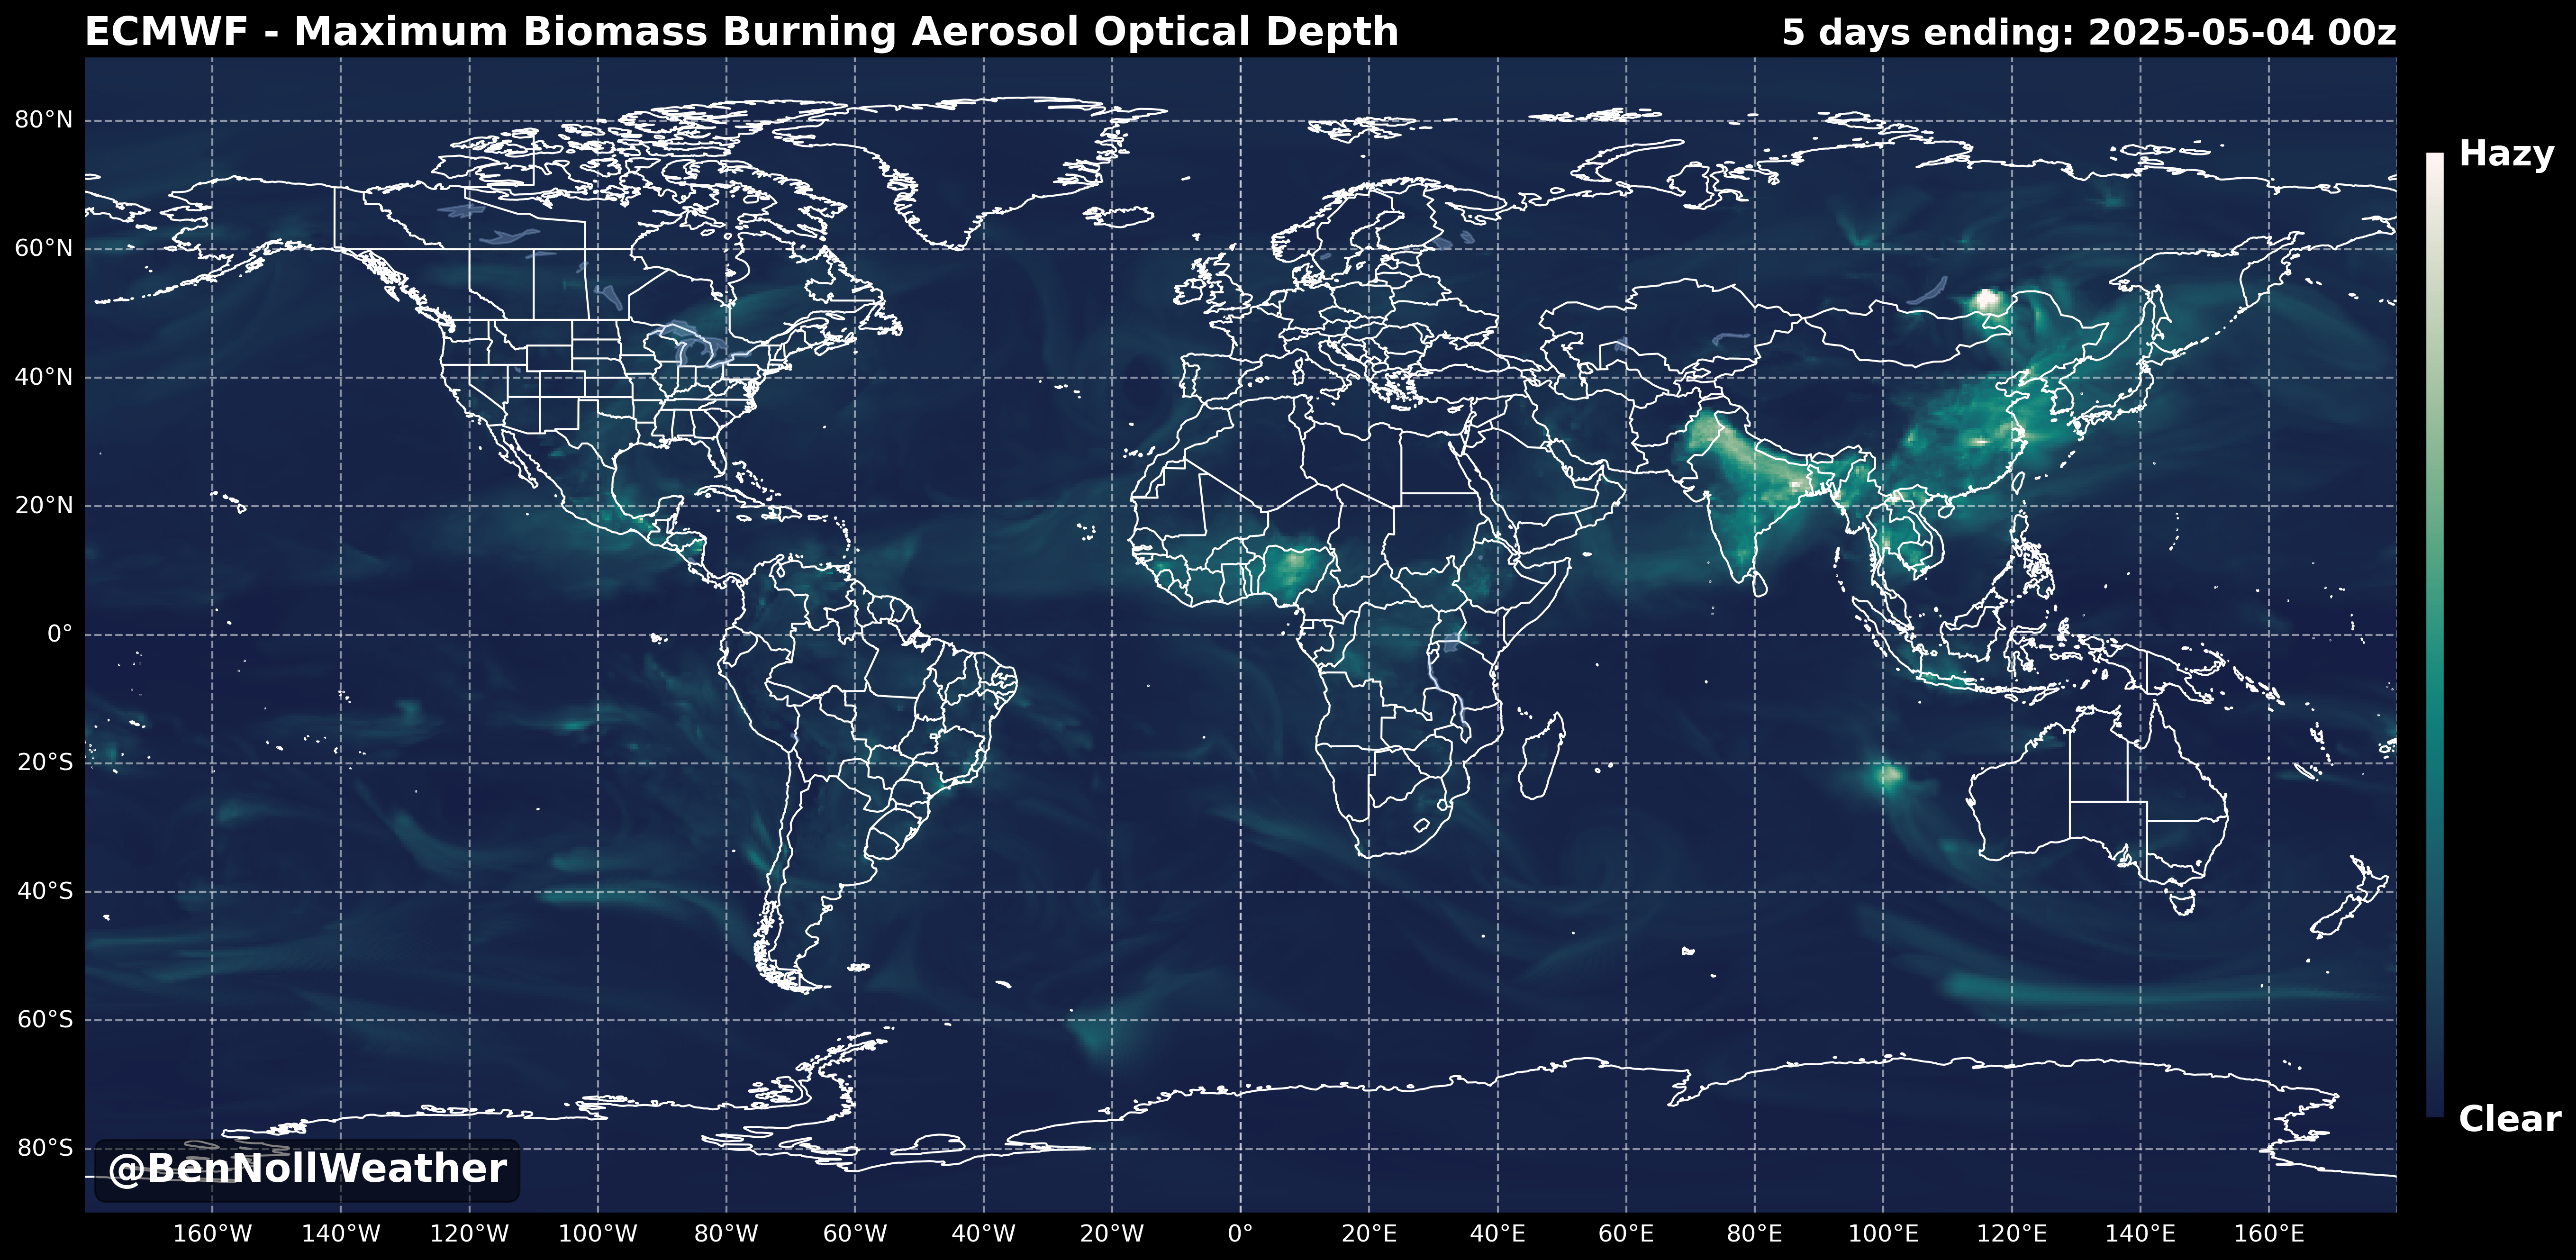 ECMWF - Maximum Biomass Burning Aerosol Optical Depth
5 days ending: 2025-05-04 00z
80°N
60°N
40°N
20°N
0°
20°S
40°S
60°S
80°S
Hazy
Clear
@BenNollWeather
160°W 140°W 120°W 100°W 80°W 60°W 40°W 20°W 0° 20°E 40°E 60°E 80°E 100°E 120°E 140°E 160°E